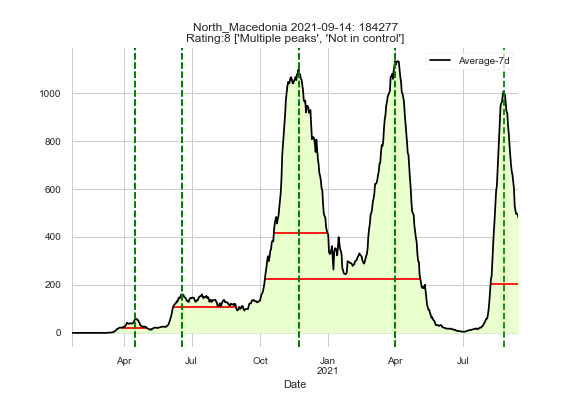 North_Macedonia 2021-09-14: 184277
Rating:8 ['Multiple peaks', 'Not in control']
Average-7d
1000
800
600
400
200
0
Apr
Jul
Oct
Jan
2021
Apr
Jul
Date